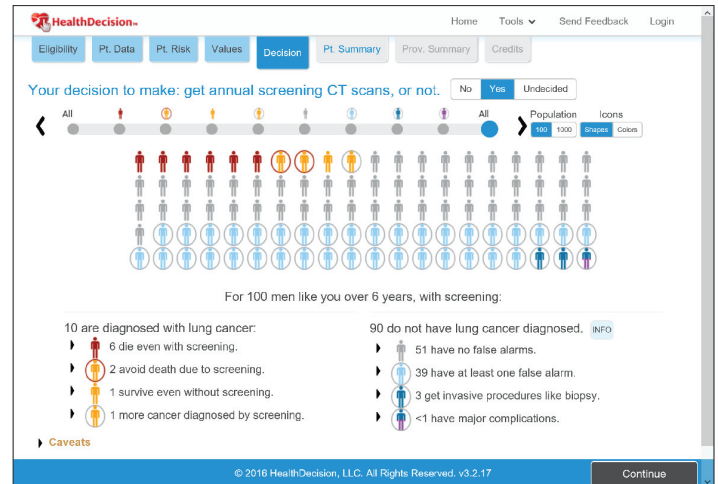 HealthDecision™
Home Tools Send Feedback Login
Eligibility Pt. Data Pt. Risk Values Decision Pt. Summary Prov. Summary Credits
Your decision to make: get annual screening CT scans, or not. No Yes Undecided
All All
Population Icons
100 1000 Shapes Colors
For 100 men like you over 6 years, with screening:
10 are diagnosed with lung cancer:
6 die even with screening.
2 avoid death due to screening.
1 survive even without screening.
1 more cancer diagnosed by screening.
90 do not have lung cancer diagnosed. INFO
51 have no false alarms.
39 have at least one false alarm.
3 get invasive procedures like biopsy.
<1 have major complications.
Caveats
© 2016 HealthDecision, LLC. All Rights Reserved. v3.2.17
Continue